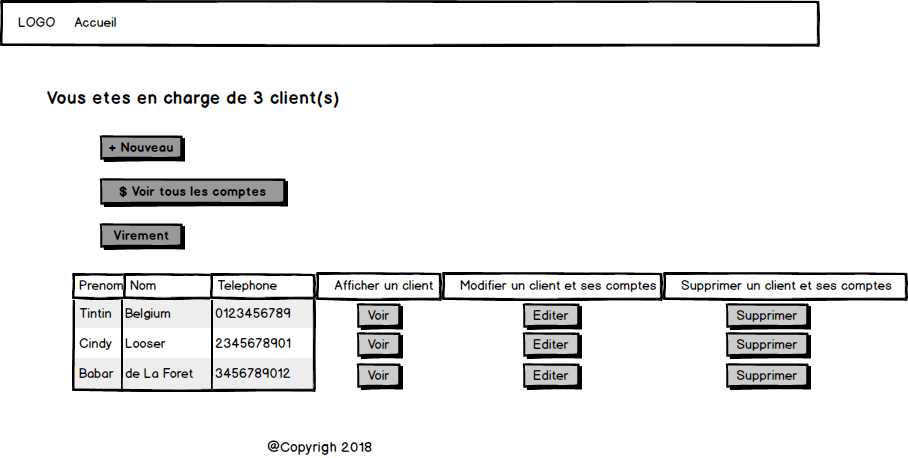 LOGO Accueil
Vous etes en charge de 3 client(s)
+ Nouveau
$ Voir tous les comptes
Virement
Prenom Nom Telephone Afficher un client Modifier un client et ses comptes Supprimer un client et ses comptes
Tintin Belgium 0123456789 Voir Editer Supprimer
Cindy Looser 2345678901 Voir Editer Supprimer
Babar de La Foret 3456789012 Voir Editer Supprimer
@Copyrigh 2018